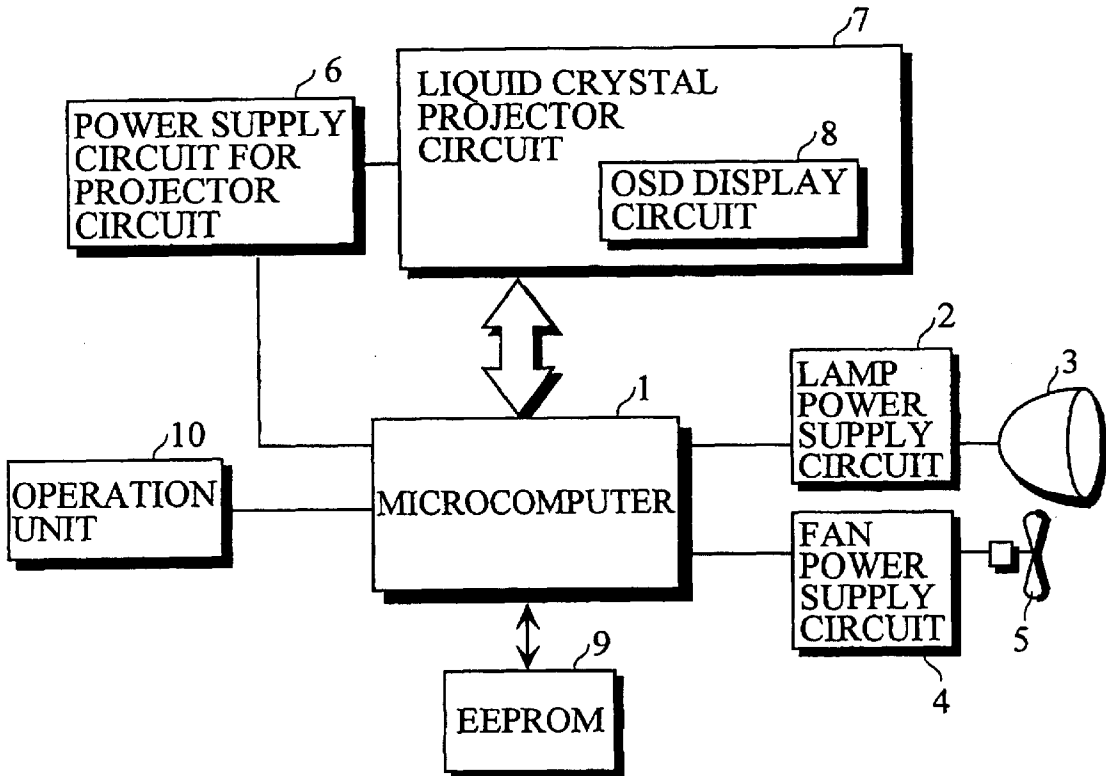 7
LIQUID CRYSTAL
PROJECTOR
CIRCUIT
6
POWER SUPPLY
CIRCUIT FOR
PROJECTOR
CIRCUIT
8
OSD DISPLAY
CIRCUIT
2
LAMP
POWER
SUPPLY
CIRCUIT
3
1
MICROCOMPUTER
10
OPERATION
UNIT
FAN
POWER
SUPPLY
CIRCUIT
4
5
9
EEPROM